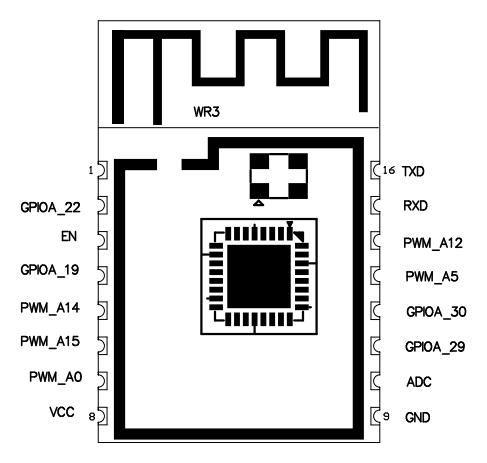 WR3
1
16 TXD
GPIOA_22
RXD
EN
PWM_A12
GPIOA_19
PWM_A5
PWM_A14
GPIOA_30
PWM_A15
GPIOA_29
PWM_A0
ADC
VCC
8
9
GND